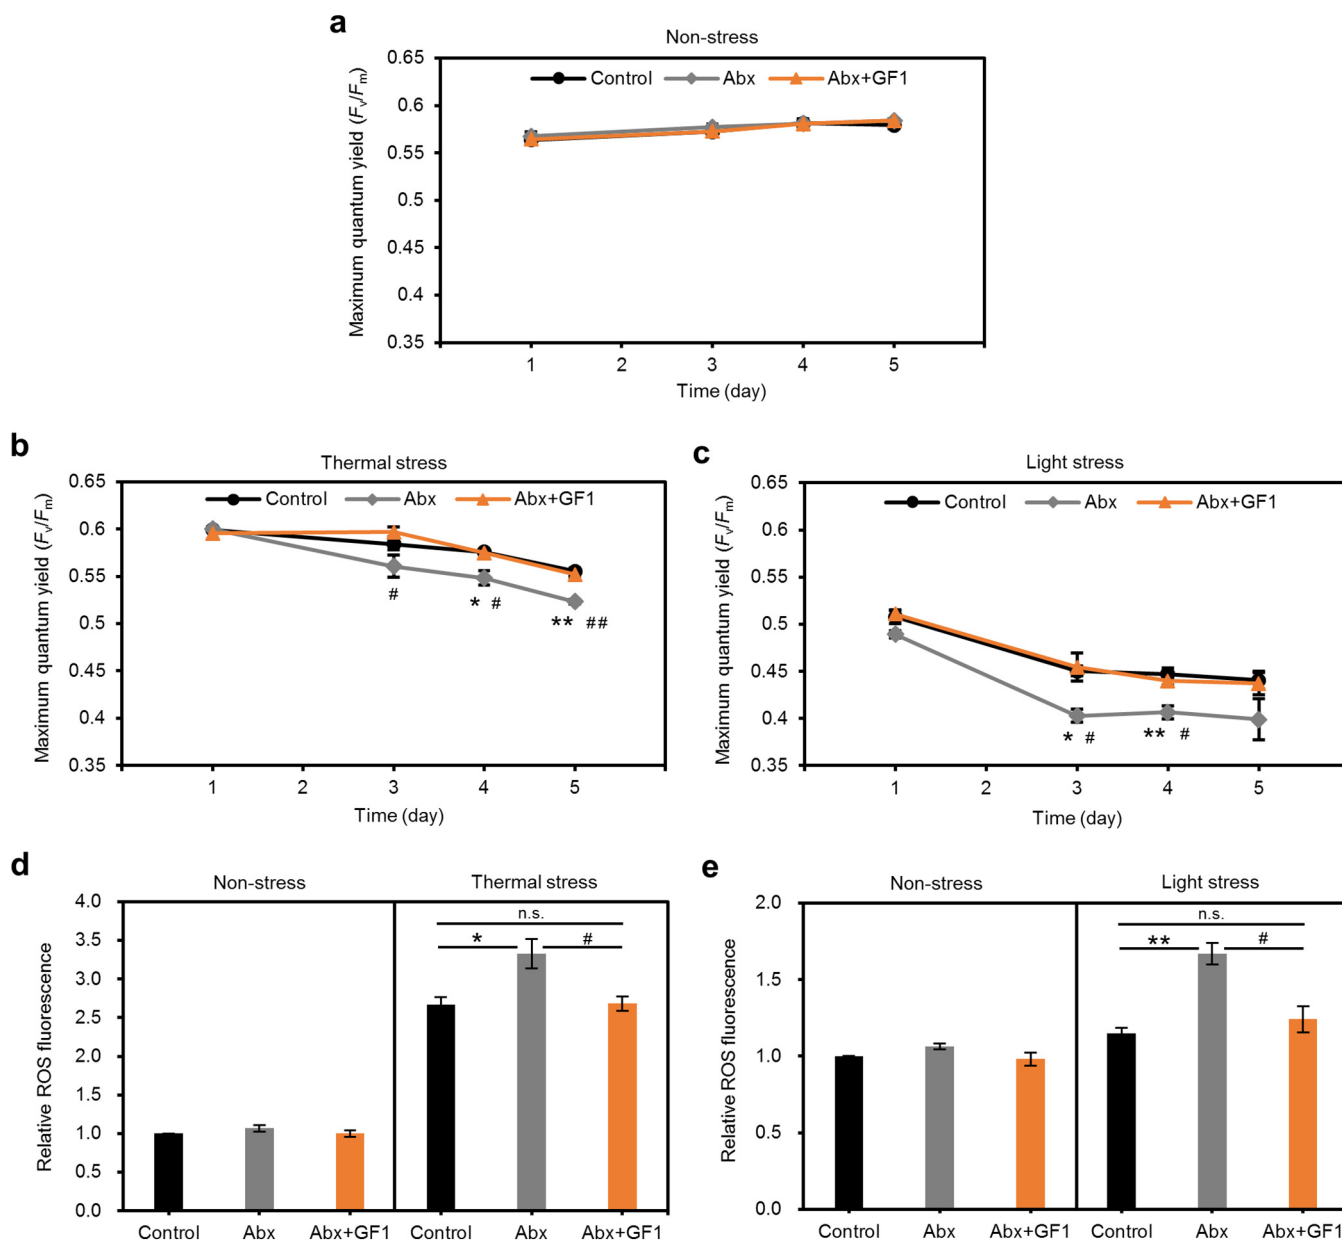 a
Non-stress
Control Abx Abx+GF1
Maximum quantum yield (Fv/Fm)
0.65
0.6
0.55
0.5
0.45
0.4
0.35
1 2 3 4 5
Time (day)
b
Thermal stress
Control Abx Abx+GF1
Maximum quantum yield (Fv/Fm)
0.65
0.6
0.55
0.5
0.45
0.4
0.35
# * # ** ##
1 2 3 4 5
Time (day)
c
Light stress
Control Abx Abx+GF1
Maximum quantum yield (Fv/Fm)
0.65
0.6
0.55
0.5
0.45
0.4
0.35
* # ** #
1 2 3 4 5
Time (day)
d
Non-stress Thermal stress
Relative ROS fluorescence
4.0
3.5
3.0
2.5
2.0
1.5
1.0
0.5
0.0
n.s.
* #
Control Abx Abx+GF1 Control Abx Abx+GF1
e
Non-stress Light stress
Relative ROS fluorescence
2.0
1.5
1.0
0.5
0.0
n.s.
** #
Control Abx Abx+GF1 Control Abx Abx+GF1